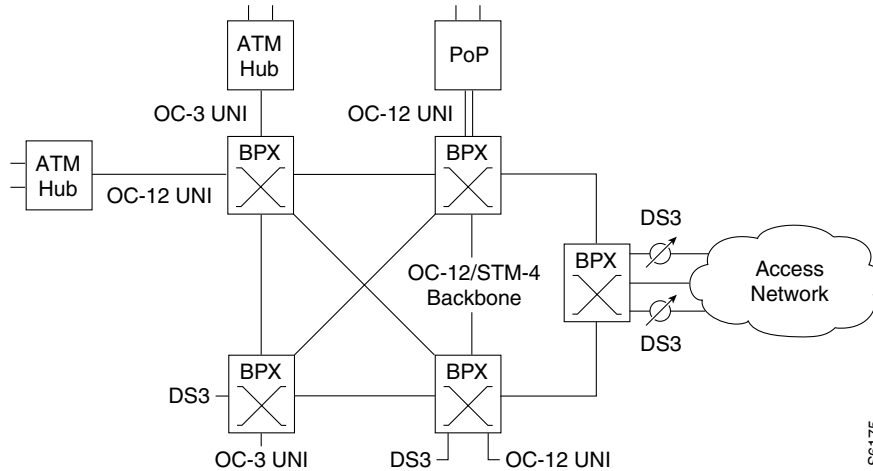 ATM
Hub
PoP
OC-3 UNI
OC-12 UNI
ATM
Hub
OC-12 UNI
BPX
BPX
DS3
BPX
OC-12/STM-4
Backbone
Access
Network
DS3
BPX
BPX
DS3
OC-3 UNI
DS3
OC-12 UNI
S6175